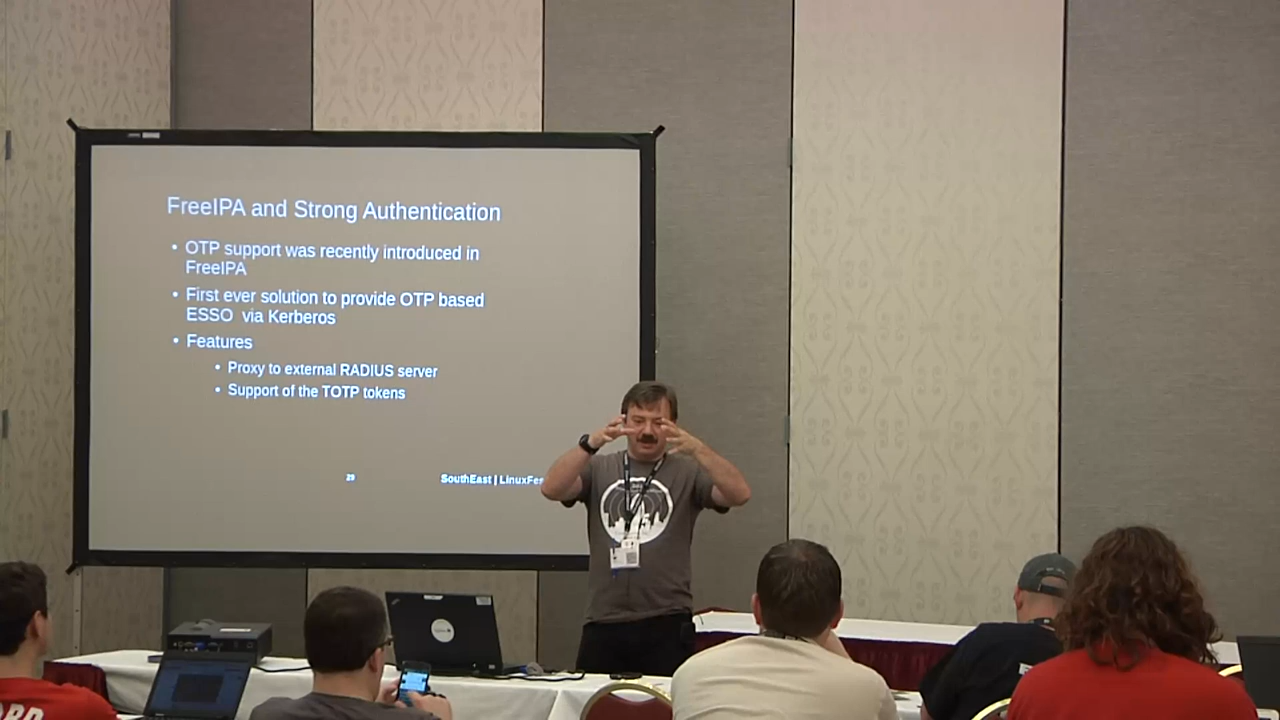 FreeIPA and Strong Authentication
• OTP support was recently introduced in
FreeIPA
• First ever solution to provide OTP based
ESSO via Kerberos
• Features
• Proxy to external RADIUS server
• Support of the TOTP tokens
29
SouthEast | LinuxFes